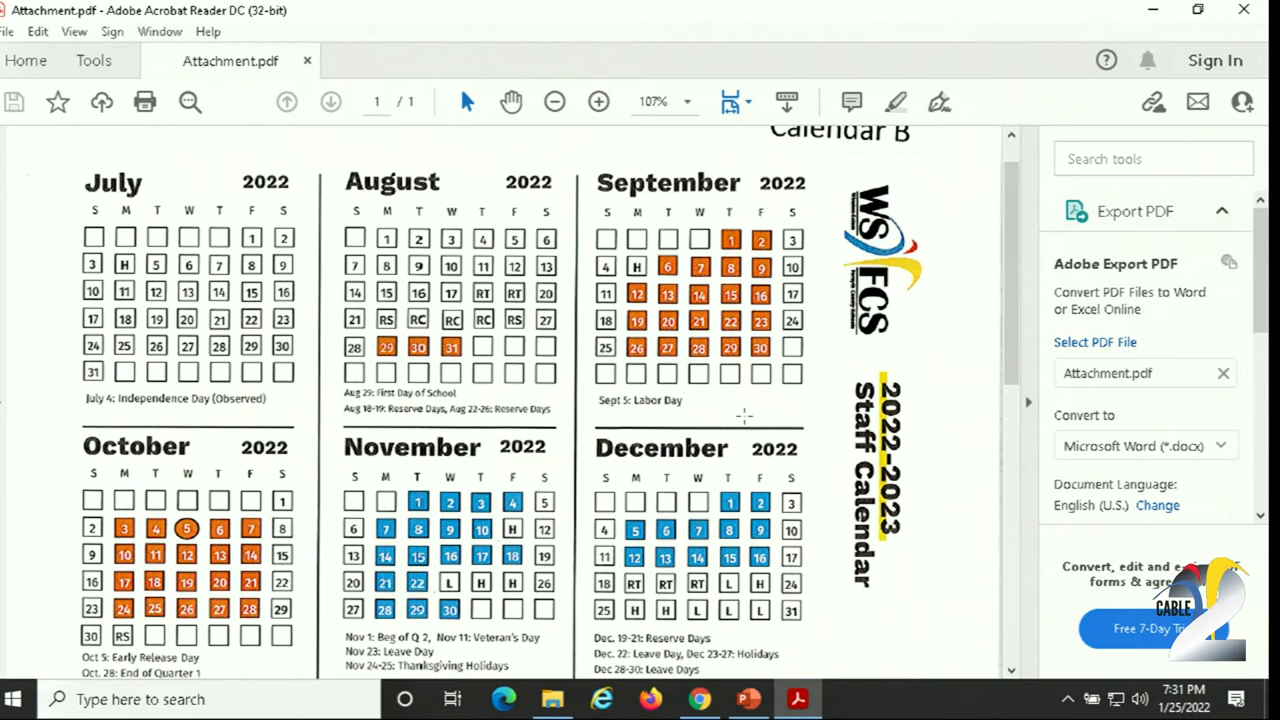 Attachment.pdf - Adobe Acrobat Reader DC (32-bit)
File Edit View Sign Window Help
Home Tools Attachment.pdf × Sign In
1 / 1 107%
Calendar B
Search tools
Export PDF
Adobe Export PDF
Convert PDF Files to Word
or Excel Online
Select PDF File
Attachment.pdf
Convert to
Microsoft Word (*.docx)
Document Language:
English (U.S.) Change
Convert, edit and
forms & agre
Free 7-Day Tri
CABLE 2
WS FCS
2022-2023
Staff Calendar
July 2022
S M T W T F S
1 2
3 H 5 6 7 8 9
10 11 12 13 14 15 16
17 18 19 20 21 22 23
24 25 26 27 28 29 30
31
July 4: Independence Day (Observed)
August 2022
S M T W T F S
1 2 3 4 5 6
7 8 9 10 11 12 13
14 15 16 17 RT RT 20
21 RS RC RC RC RS 27
28 29 30 31
Aug 29: First Day of School
Aug 18-19: Reserve Days, Aug 22-26: Reserve Days
September 2022
S M T W T F S
1 2 3
4 H 6 7 8 9 10
11 12 13 14 15 16 17
18 19 20 21 22 23 24
25 26 27 28 29 30
Sept 5: Labor Day
October 2022
S M T W T F S
1
2 3 4 5 6 7 8
9 10 11 12 13 14 15
16 17 18 19 20 21 22
23 24 25 26 27 28 29
30 RS
Oct 5: Early Release Day
Oct. 28: End of Quarter 1
November 2022
S M T W T F S
1 2 3 4 5
6 7 8 9 10 H 12
13 14 15 16 17 18 19
20 21 22 L H H 26
27 28 29 30
Nov 1: Beg of Q 2, Nov 11: Veteran's Day
Nov 23: Leave Day
Nov 24-25: Thanksgiving Holidays
December 2022
S M T W T F S
1 2 3
4 5 6 7 8 9 10
11 12 13 14 15 16 17
18 RT RT RT L H 24
25 H H L L L 31
Dec. 19-21: Reserve Days
Dec. 22: Leave Day, Dec 23-27: Holidays
Dec 28-30: Leave Days
Type here to search
7:31 PM
1/25/2022